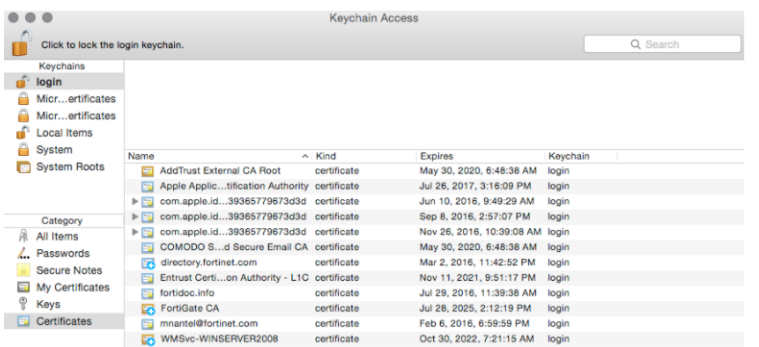 Keychain Access
Click to lock the login keychain.
Search
Keychains
login
Micr...ertificates
Micr...ertificates
Local Items
System
System Roots
Category
All Items
Passwords
Secure Notes
My Certificates
Keys
Certificates
Name Kind Expires Keychain
AddTrust External CA Root certificate May 30, 2020, 6:48:38 AM login
Apple Applic...tification Authority certificate Jul 26, 2017, 3:16:09 PM login
com.apple.id...39365779673d3d certificate Jun 10, 2016, 9:49:29 AM login
com.apple.id...39365779673d3d certificate Sep 8, 2016, 2:57:07 PM login
com.apple.id...39365779673d3d certificate Nov 26, 2016, 10:39:08 AM login
COMODO S...d Secure Email CA certificate May 30, 2020, 6:48:38 AM login
directory.fortinet.com certificate Mar 2, 2016, 11:42:52 PM login
Entrust Certi...on Authority - L1C certificate Nov 11, 2021, 9:51:17 PM login
fortidoc.info certificate Jul 29, 2016, 11:39:38 AM login
FortiGate CA certificate Jul 28, 2025, 2:12:19 PM login
mnantel@fortinet.com certificate Feb 6, 2016, 6:59:59 PM login
WMSvc-WINSERVER2008 certificate Oct 30, 2022, 7:21:15 AM login